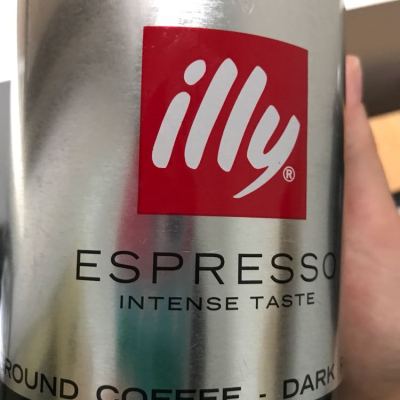 illy®
ESPRESSO
INTENSE TASTE
ROUND COFFEE - DARK